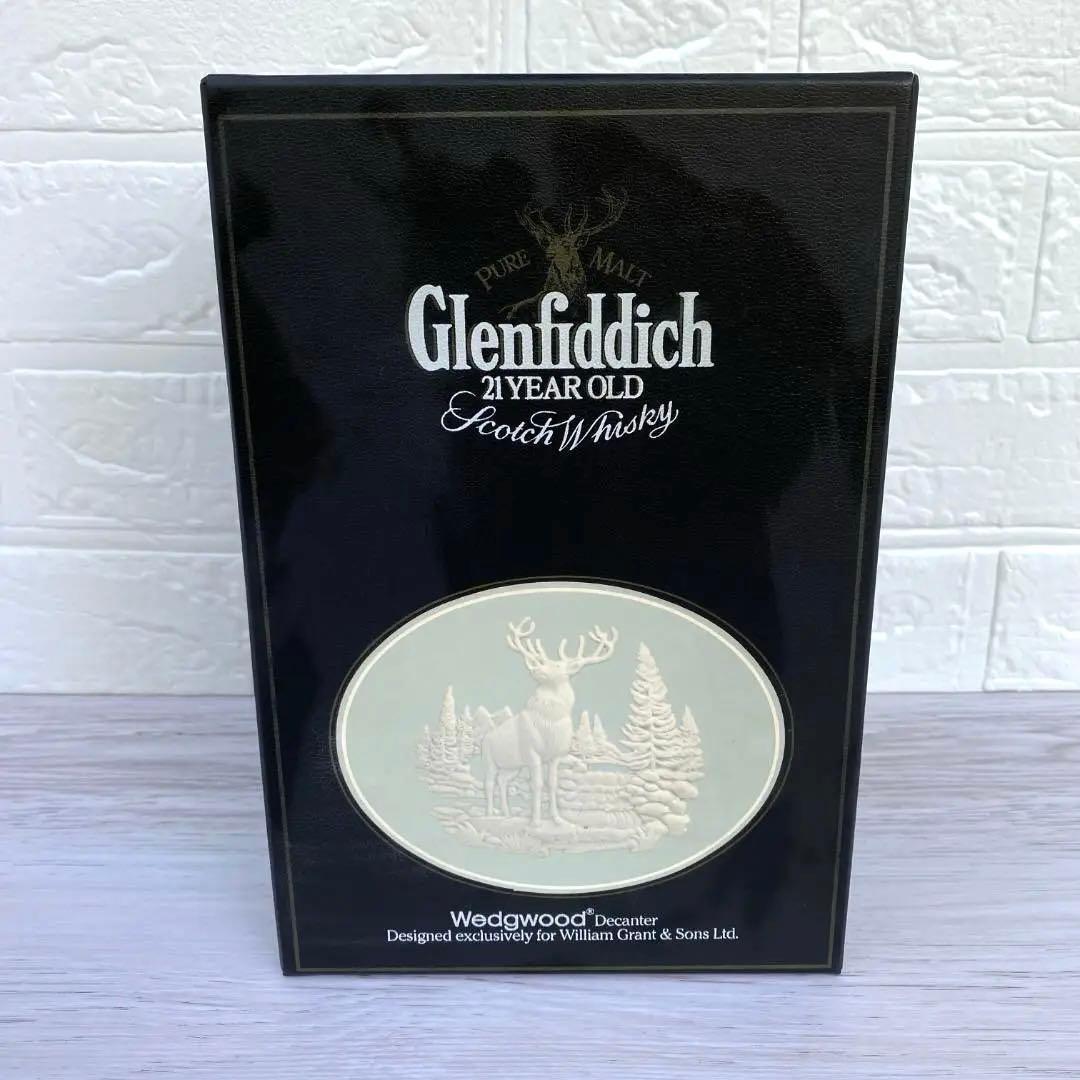 PURE MALT
Glenfiddich
21 YEAR OLD
Scotch Whisky
Wedgwood® Decanter
Designed exclusively for William Grant & Sons Ltd.